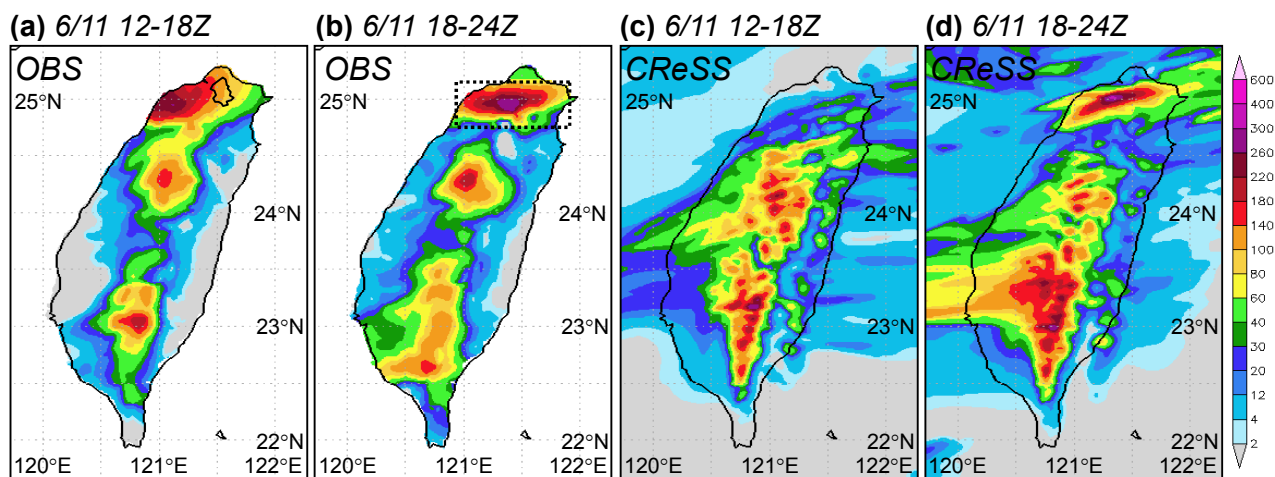 (a) 6/11 12-18Z (b) 6/11 18-24Z (c) 6/11 12-18Z (d) 6/11 18-24Z
OBS OBS CReSS CReSS
25°N 25°N 25°N 25°N
24°N 24°N 24°N 24°N
23°N 23°N 23°N 23°N
22°N 22°N 22°N 22°N
120°E 121°E 122°E 120°E 121°E 122°E 120°E 121°E 122°E 120°E 121°E 122°E
600
400
300
260
220
180
140
100
80
60
40
30
20
12
4
2